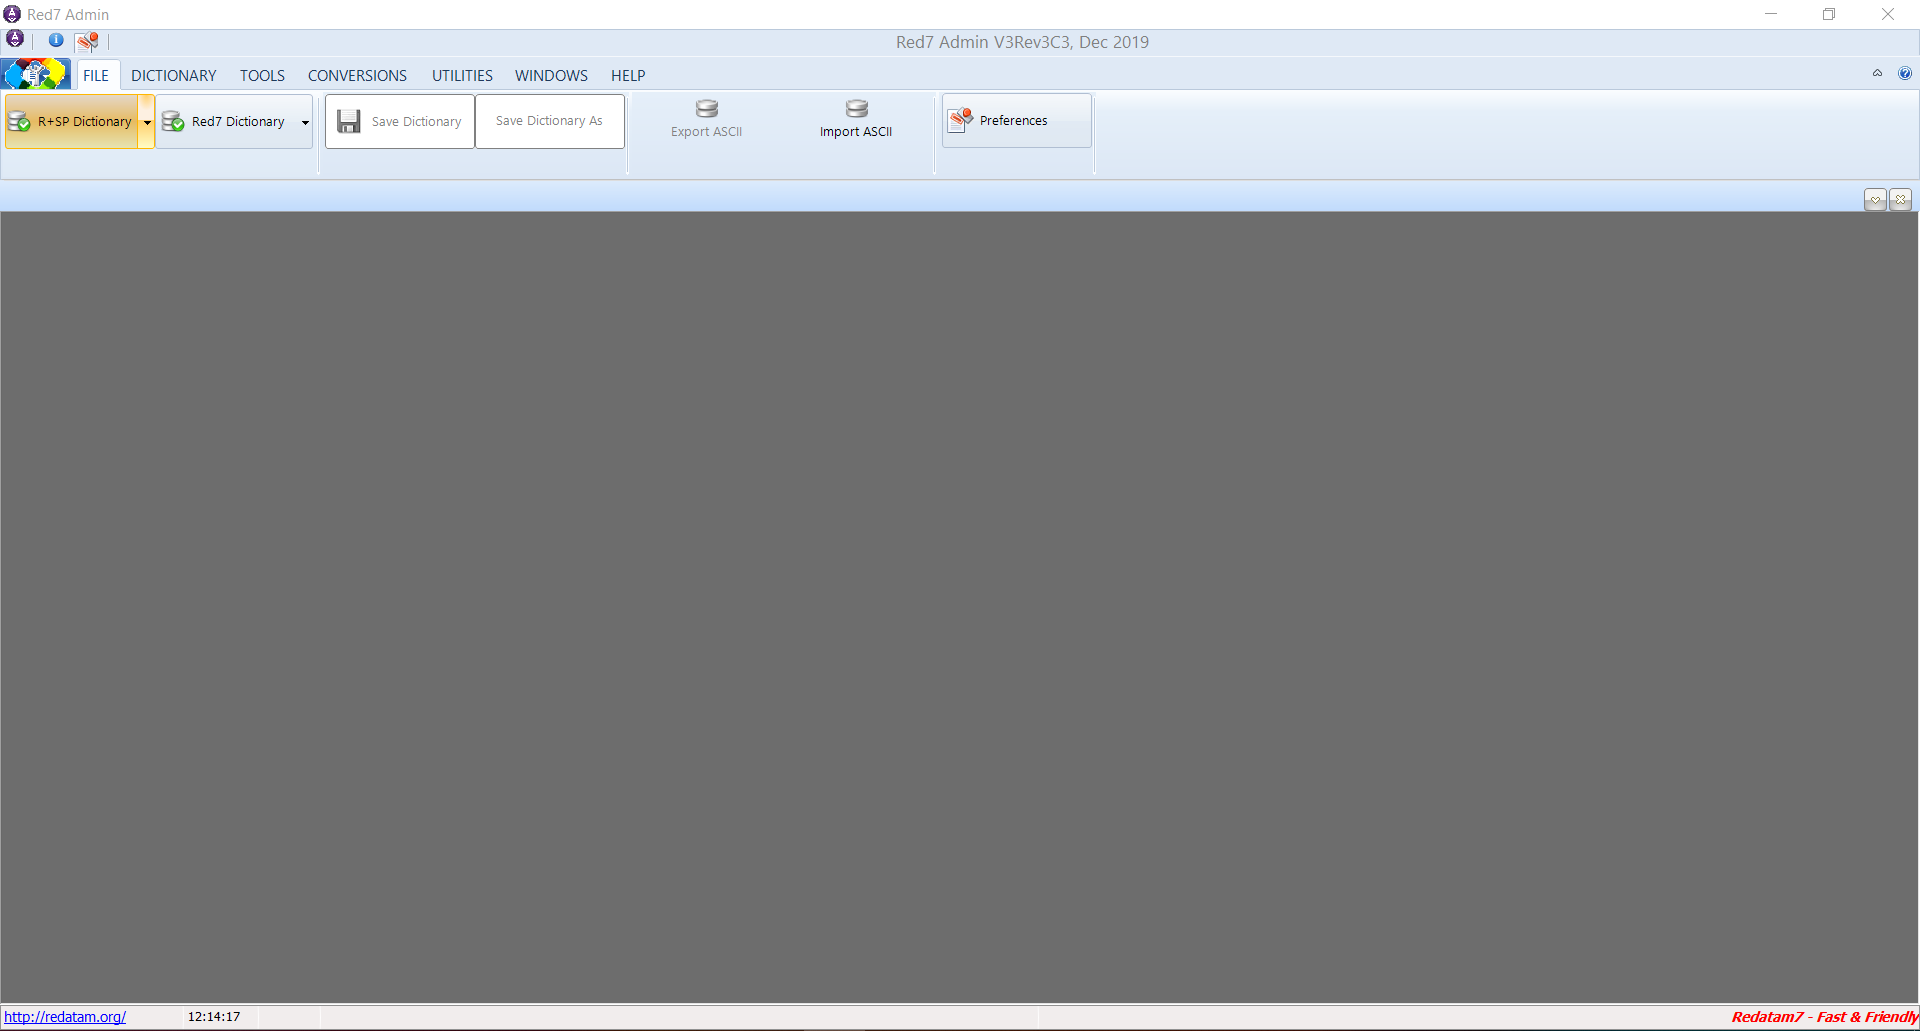 Red7 Admin
Red7 Admin V3Rev3C3, Dec 2019
FILE DICTIONARY TOOLS CONVERSIONS UTILITIES WINDOWS HELP
R+SP Dictionary Red7 Dictionary Save Dictionary Save Dictionary As Export ASCII Import ASCII Preferences
http://redatam.org/ 12:14:17 Redatam7 - Fast & Friendly